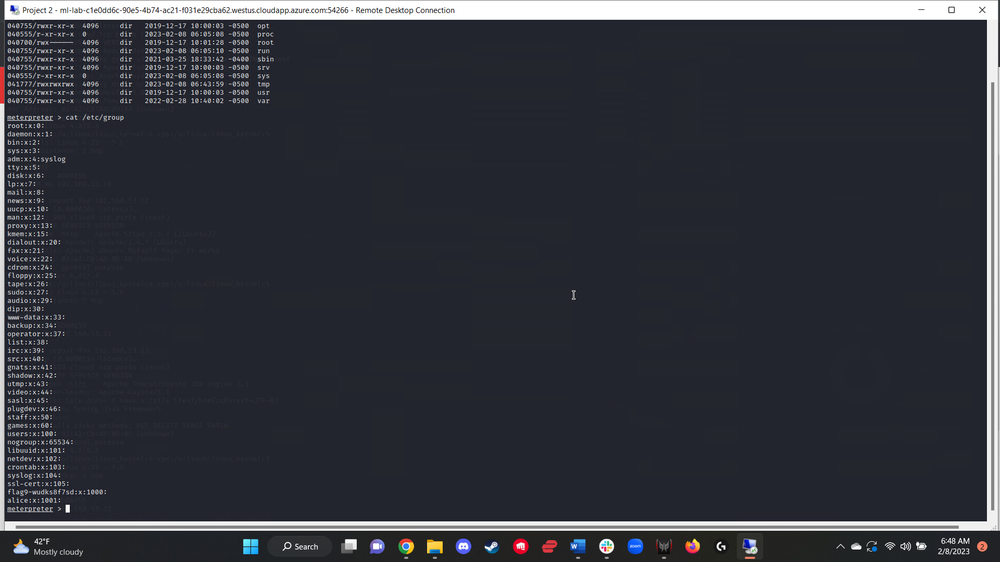 Project 2 - ml-lab-c1e0dd6c-90e5-4b74-ac21-f031e29cba62.westus.cloudapp.azure.com:54266 - Remote Desktop Connection
040755/rwxr-xr-x  4096     dir   2019-12-17 10:00:03 -0500  opt
040555/r-xr-xr-x  0        dir   2023-02-08 06:05:08 -0500  proc
040700/rwx------  4096     dir   2019-12-17 10:01:28 -0500  root
040755/rwxr-xr-x  4096     dir   2023-02-08 06:05:10 -0500  run
040755/rwxr-xr-x  4096     dir   2021-03-25 18:33:42 -0400  sbin
040755/rwxr-xr-x  4096     dir   2019-12-17 10:00:03 -0500  srv
040555/r-xr-xr-x  0        dir   2023-02-08 06:05:08 -0500  sys
041777/rwxrwxrwx  4096     dir   2023-02-08 06:43:59 -0500  tmp
040755/rwxr-xr-x  4096     dir   2019-12-17 10:00:03 -0500  usr
040755/rwxr-xr-x  4096     dir   2022-02-28 10:40:02 -0500  var
meterpreter > cat /etc/group
root:x:0:
daemon:x:1:
bin:x:2:
sys:x:3:
adm:x:4:syslog
tty:x:5:
disk:x:6:
lp:x:7:
mail:x:8:
news:x:9:
uucp:x:10:
man:x:12:
proxy:x:13:
kmem:x:15:
dialout:x:20:
fax:x:21:
voice:x:22:
cdrom:x:24:
floppy:x:25:
tape:x:26:
sudo:x:27:
audio:x:29:
dip:x:30:
www-data:x:33:
backup:x:34:
operator:x:37:
list:x:38:
irc:x:39:
src:x:40:
gnats:x:41:
shadow:x:42:
utmp:x:43:
video:x:44:
sasl:x:45:
plugdev:x:46:
staff:x:50:
games:x:60:
users:x:100:
nogroup:x:65534:
libuuid:x:101:
netdev:x:102:
crontab:x:103:
syslog:x:104:
ssl-cert:x:105:
flag9-wudks8f7sd:x:1000:
alice:x:1001:
meterpreter >
42°F
Mostly cloudy
Search
zoom
6:48 AM
2/8/2023
2